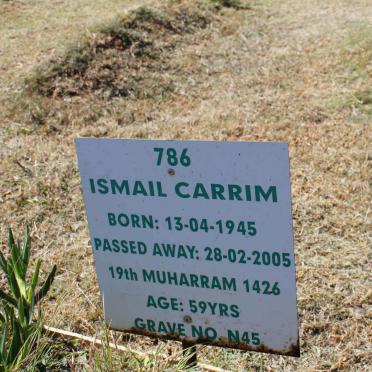 786
ISMAIL CARRIM
BORN: 13-04-1945
PASSED AWAY: 28-02-2005
19th MUHARRAM 1426
AGE: 59YRS
GRAVE NO. N45